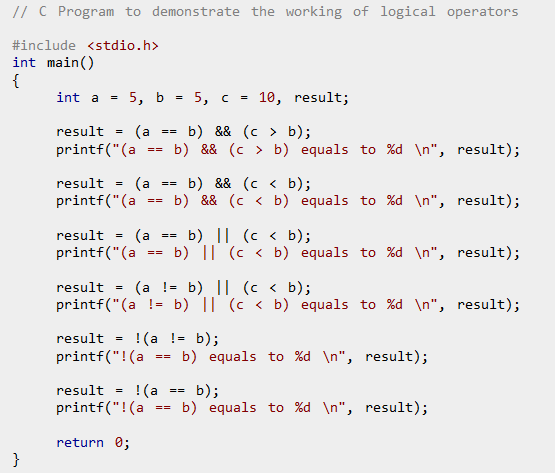 // C Program to demonstrate the working of logical operators
#include <stdio.h>
int main()
{
int a = 5, b = 5, c = 10, result;
result = (a == b) && (c > b);
printf("(a == b) && (c > b) equals to %d \n", result);
result = (a == b) && (c < b);
printf("(a == b) && (c < b) equals to %d \n", result);
result = (a == b) || (c < b);
printf("(a == b) || (c < b) equals to %d \n", result);
result = (a != b) || (c < b);
printf("(a != b) || (c < b) equals to %d \n", result);
result = !(a != b);
printf("!(a == b) equals to %d \n", result);
result = !(a == b);
printf("!(a == b) equals to %d \n", result);
return 0;
}